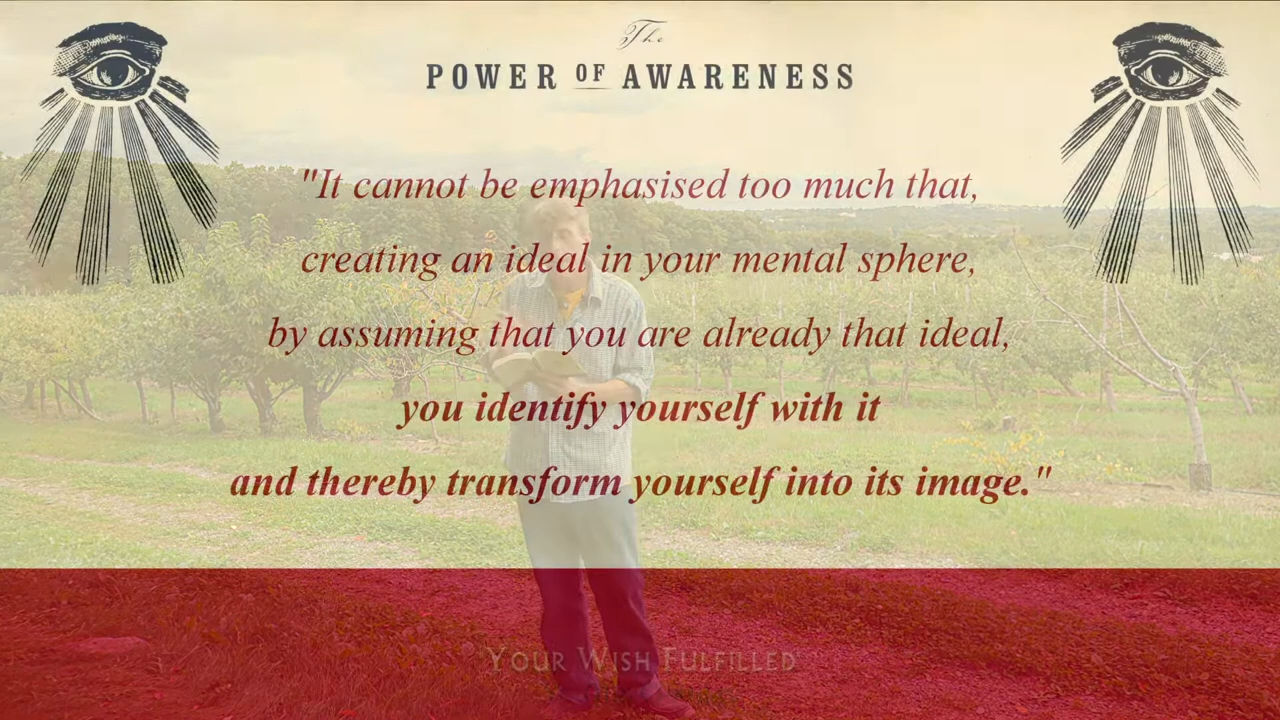 The
POWER OF AWARENESS
"It cannot be emphasised too much that,
creating an ideal in your mental sphere,
by assuming that you are already that ideal,
you identify yourself with it
and thereby transform yourself into its image."
YOUR WISH FULFILLED